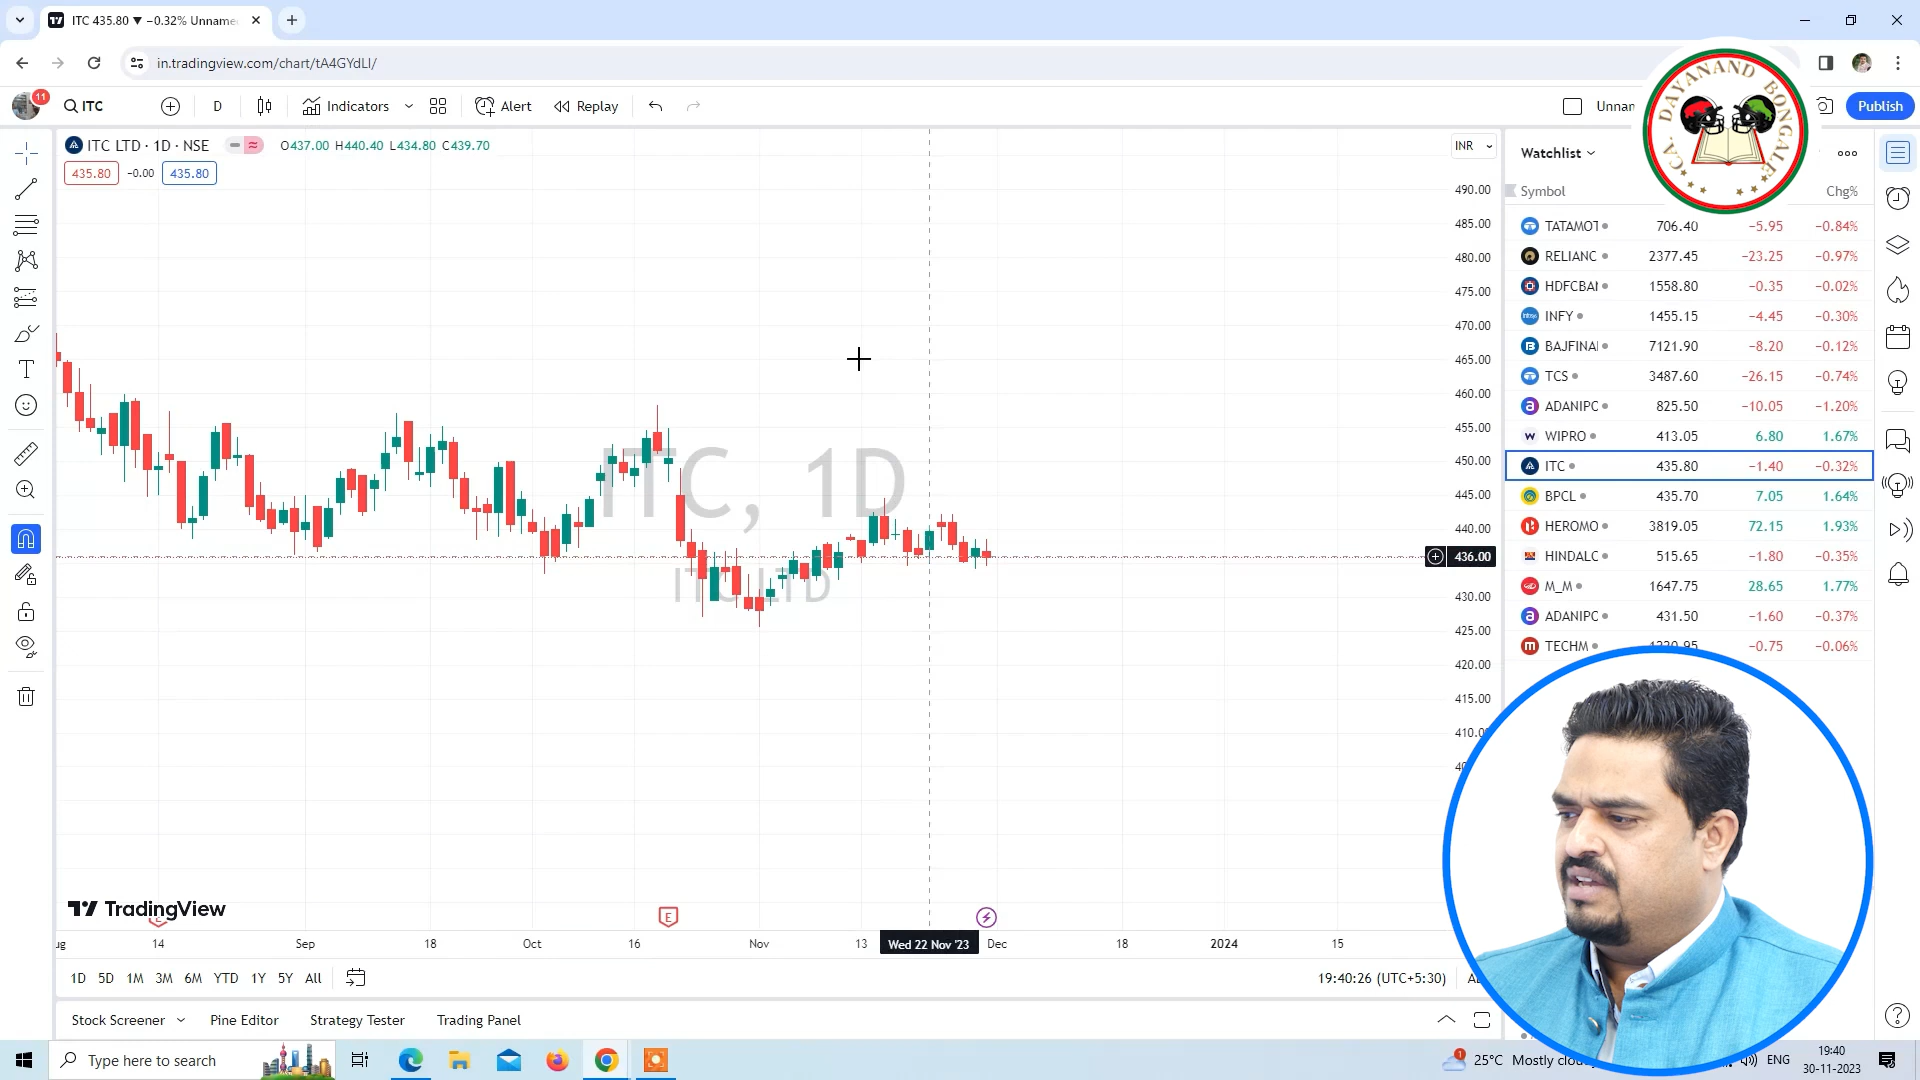 ITC 435.80 ▼ −0.32% Unname
in.tradingview.com/chart/tA4GYdLI/
11 ITC D Indicators Alert Replay Unnan Publish
ITC LTD · 1D · NSE O437.00 H440.40 L434.80 C439.70
435.80 -0.00 435.80
INR
490.00
485.00
480.00
475.00
470.00
465.00
460.00
455.00
450.00
445.00
440.00
436.00
430.00
425.00
420.00
415.00
410.0
ITC, 1D
ITC LTD
TradingView
E
14 Sep 18 Oct 16 Nov 13 Wed 22 Nov '23 Dec 18 2024 15
1D 5D 1M 3M 6M YTD 1Y 5Y All 19:40:26 (UTC+5:30)
Stock Screener Pine Editor Strategy Tester Trading Panel
CA. DAYANAND BONGALE
Watchlist
Symbol Chg%
TATAMOT 706.40 −5.95 −0.84%
RELIANC 2377.45 −23.25 −0.97%
HDFCBAI 1558.80 −0.35 −0.02%
INFY 1455.15 −4.45 −0.30%
BAJFINAI 7121.90 −8.20 −0.12%
TCS 3487.60 −26.15 −0.74%
ADANIPC 825.50 −10.05 −1.20%
WIPRO 413.05 6.80 1.67%
ITC 435.80 −1.40 −0.32%
BPCL 435.70 7.05 1.64%
HEROMO 3819.05 72.15 1.93%
HINDALC 515.65 −1.80 −0.35%
M_M 1647.75 28.65 1.77%
ADANIPC 431.50 −1.60 −0.37%
TECHM −0.75 −0.06%
Type here to search
1 25°C Mostly ENG 19:40
30-11-2023